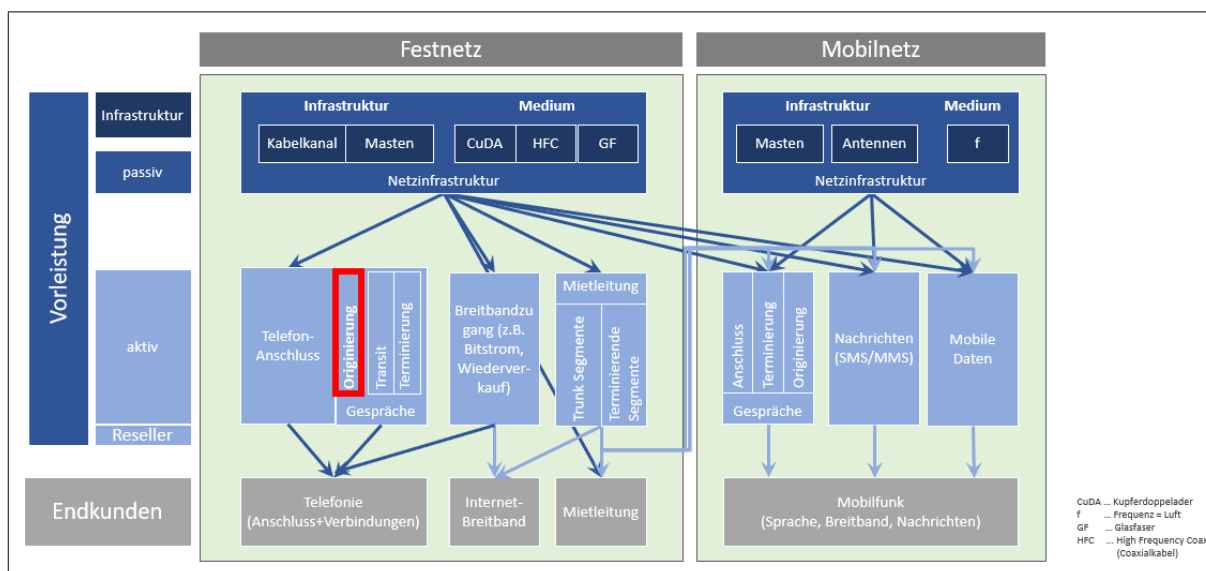 Festnetz
Mobilnetz
Vorleistung
Infrastruktur
passiv
aktiv
Reseller
Endkunden
Infrastruktur
Medium
Kabelkanal
Masten
CuDA
HFC
GF
Netzinfrastruktur
Infrastruktur
Medium
Masten
Antennen
f
Netzinfrastruktur
Telefon-
Anschluss
Originierung
Transit
Terminierung
Gespräche
Breitbandzu
gang (z.B.
Bitstrom,
Wiederver-
kauf)
Mietleitung
Trunk Segmente
Terminierende
Segmente
Anschluss
Terminierung
Originierung
Gespräche
Nachrichten
(SMS/MMS)
Mobile
Daten
Telefonie
(Anschluss+Verbindungen)
Internet-
Breitband
Mietleitung
Mobilfunk
(Sprache, Breitband, Nachrichten)
CuDA ... Kupferdoppelader
f ... Frequenz = Luft
GF ... Glasfaser
HFC ... High Frequency Coax
(Coaxialkabel)